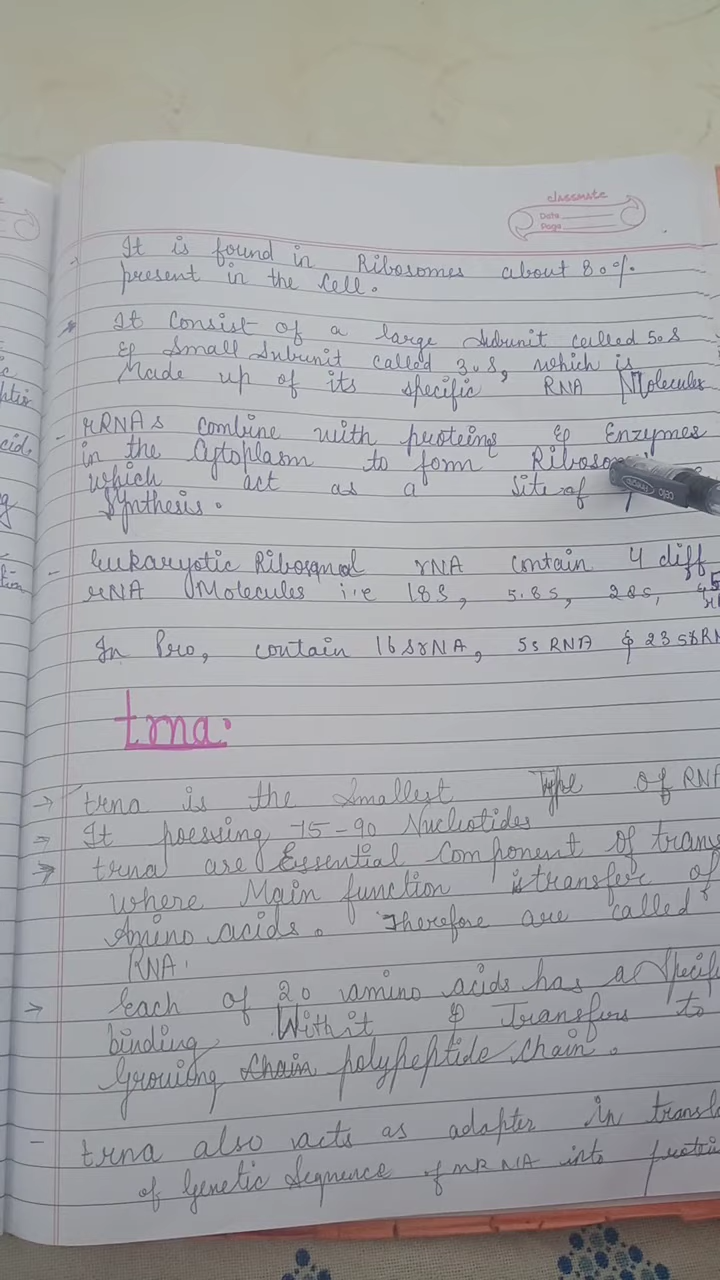 classmate
Date
Page
- It is found in Ribosomes about 80%
present in the Cell.
It Consist of a large Subunit called 50s
& Small Subunit called 30s, which is
Made up of its specific RNA Molecules
- rRNAs combine with proteins & Enzymes
in the Cytoplasm to form
which act as a site of
Synthesis.
- Eukaryotic Ribosomal rRNA contain 4 diff
rRNA Molecules i.e 18s, 5.8s, 28s, & 5
In Pro, contain 16SrRNA, 5s RNA & 23s
trna:
→ trna is the Smallest Type of RNA
→ It 75-90 Nucleotides
→ trna are Essential Component of trans
where Main function is transfer of
Amino acids. Therefore are called
RNA.
→ Each of 20 amino acids has a Specifi
binding With it & Transfers to
Growing polypeptide Chain.
- trna also acts as adapter in transl
of Genetic Sequence of mRNA into protei